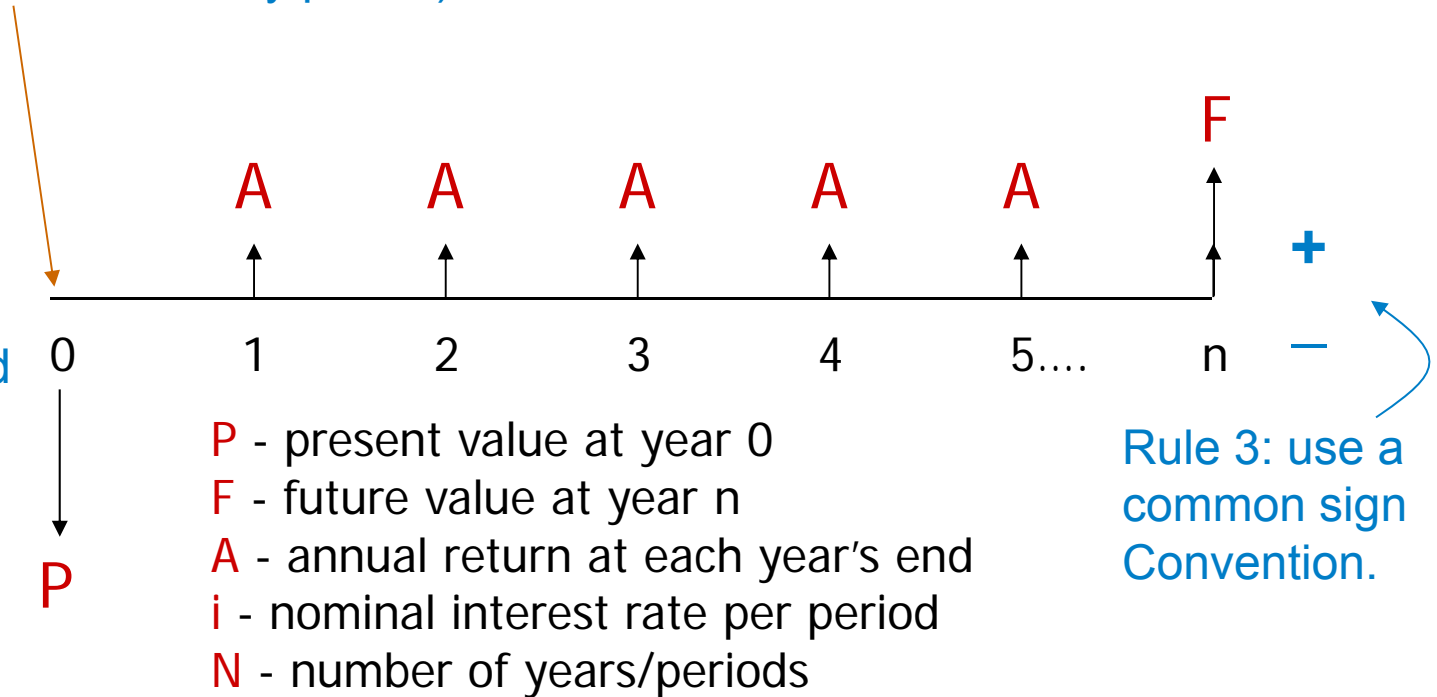 F
A A A A A
+
0 1 2 3 4 5.... n −
P - present value at year 0
F - future value at year n
A - annual return at each year's end
i - nominal interest rate per period
N - number of years/periods
P
Rule 3: use a
common sign
Convention.